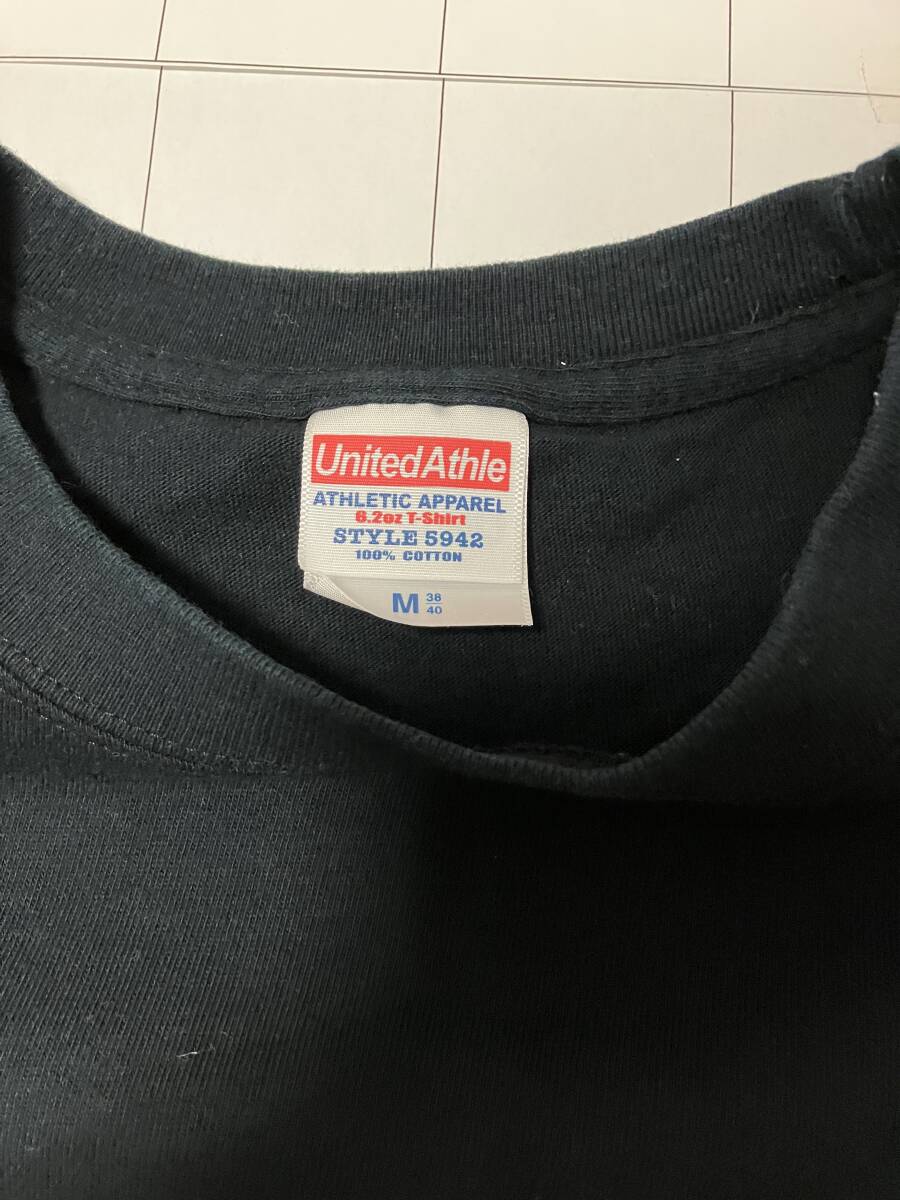 UnitedAthle
ATHLETIC APPAREL
6.2oz T-Shirt
STYLE 5942
100% COTTON
M 38/40